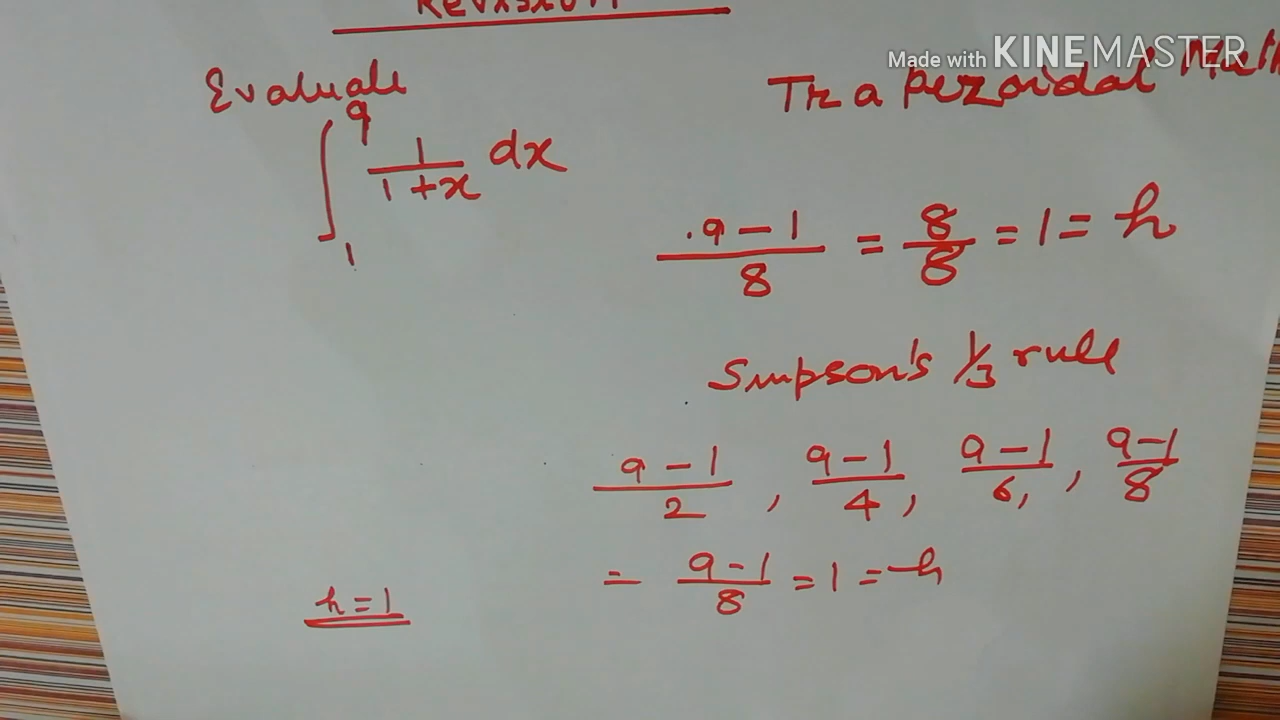 Revision
Made with KINEMASTER
Evaluate
Trapezoidal
∫₁⁹ 1/(1+x) dx
(9-1)/8 = 8/8 = 1 = h
Simpson's 1/3 rule
(9-1)/2, (9-1)/4, (9-1)/6, (9-1)/8
= (9-1)/8 = 1 = h
h=1